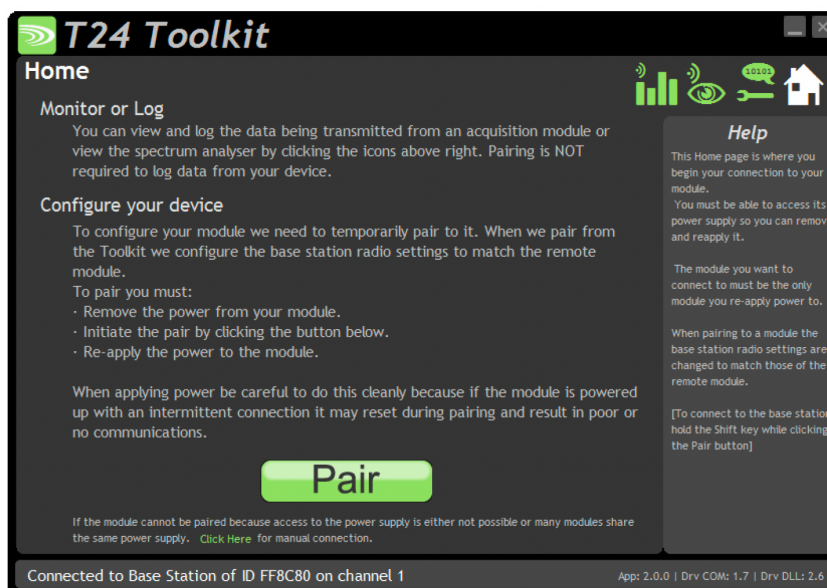 T24 Toolkit
Home
10101
Monitor or Log
You can view and log the data being transmitted from an acquisition module or
view the spectrum analyser by clicking the icons above right. Pairing is NOT
required to log data from your device.
Configure your device
To configure your module we need to temporarily pair to it. When we pair from
the Toolkit we configure the base station radio settings to match the remote
module.
To pair you must:
· Remove the power from your module.
· Initiate the pair by clicking the button below.
· Re-apply the power to the module.
When applying power be careful to do this cleanly because if the module is powered
up with an intermittent connection it may reset during pairing and result in poor or
no communications.
Pair
If the module cannot be paired because access to the power supply is either not possible or many modules share
the same power supply. Click Here for manual connection.
Help
This Home page is where you
begin your connection to your
module.
You must be able to access its
power supply so you can remov
and reapply it.
The module you want to
connect to must be the only
module you re-apply power to.
When pairing to a module the
base station radio settings are
changed to match those of the
remote module.
[To connect to the base station
hold the Shift key while clicking
the Pair button]
Connected to Base Station of ID FF8C80 on channel 1
App: 2.0.0 | Drv COM: 1.7 | Drv DLL: 2.6